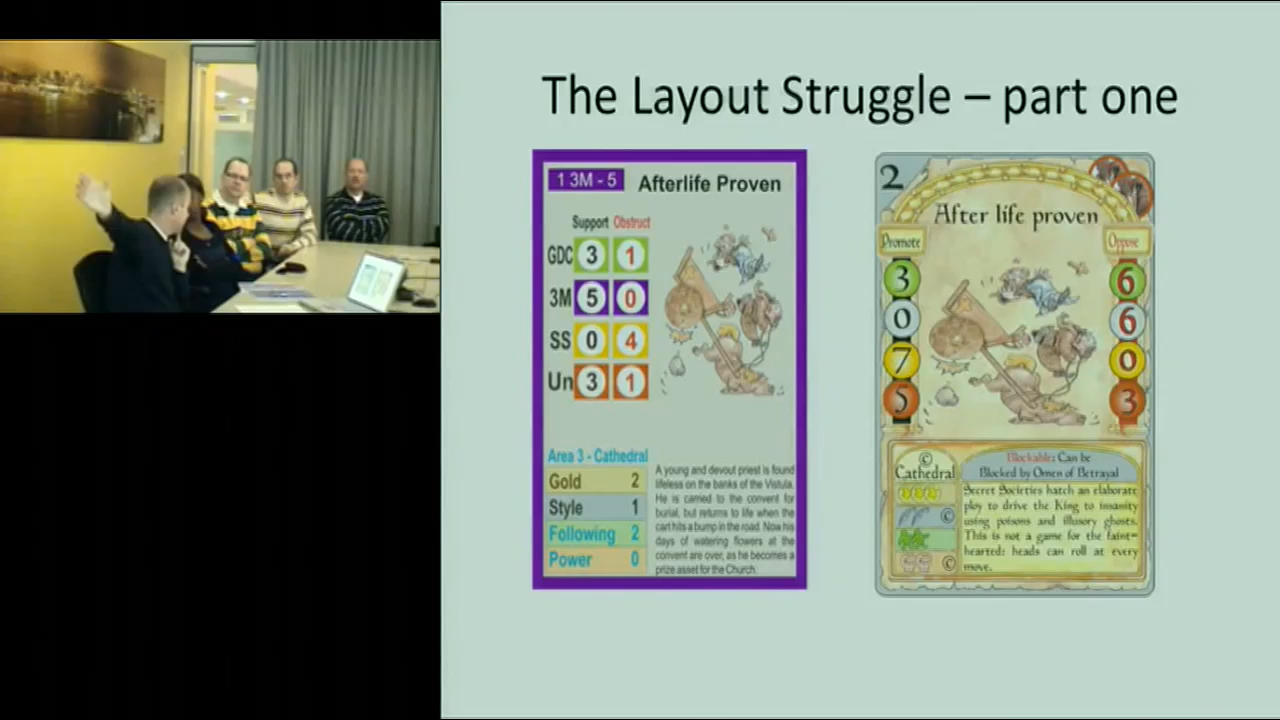 The Layout Struggle – part one
1 3M - 5
Afterlife Proven
Support Obstruct
GDC 3 1
3M 5 0
SS 0 4
Un 3 1
Area 3 - Cathedral
Gold 2
Style 1
Following 2
Power 0
A young and devout priest is found
lifeless on the banks of the Vistula.
He is carried to the convent for
burial, but returns to life when the
cart hits a bump in the road. Now his
days of watering flowers at the
convent are over, as he becomes a
prize asset for the Church.
2
After life proven
Promote
Oppose
3 6
0 6
7 0
5 3
©
Cathedral
©
©
Blockable: Can be
Blocked by Omen of Betrayal
Secret Societies hatch an elaborate
ploy to drive the King to insanity
using poisons and illusory ghosts.
This is not a game for the faint=
hearted: heads can roll at every
move.